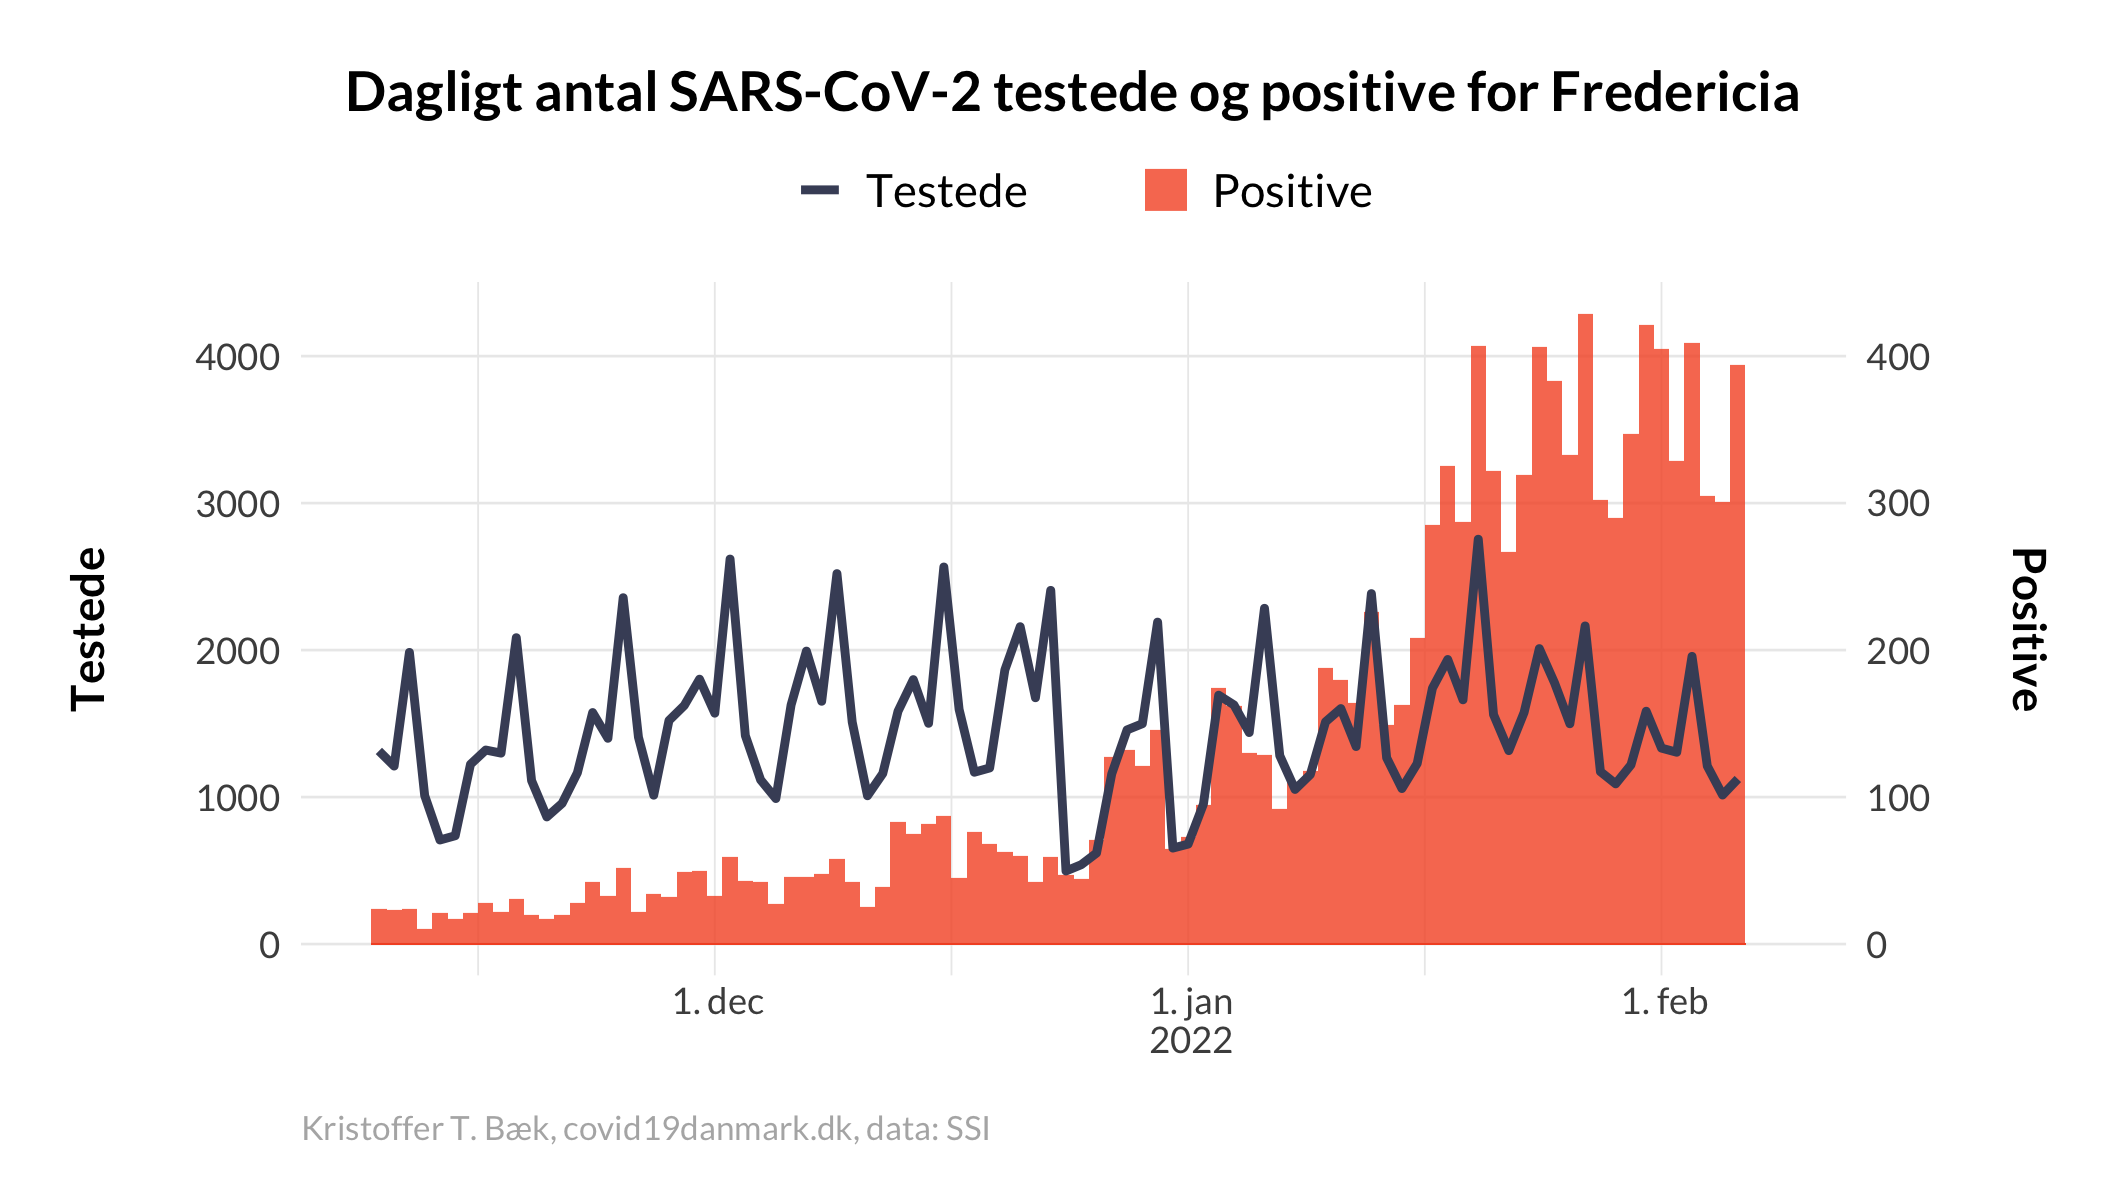 Dagligt antal SARS-CoV-2 testede og positive for Fredericia
Testede
Positive
4000
3000
2000
1000
0
Testede
400
300
200
100
0
Positive
1. dec
1. jan
2022
1. feb
Kristoffer T. Bæk, covid19danmark.dk, data: SSI